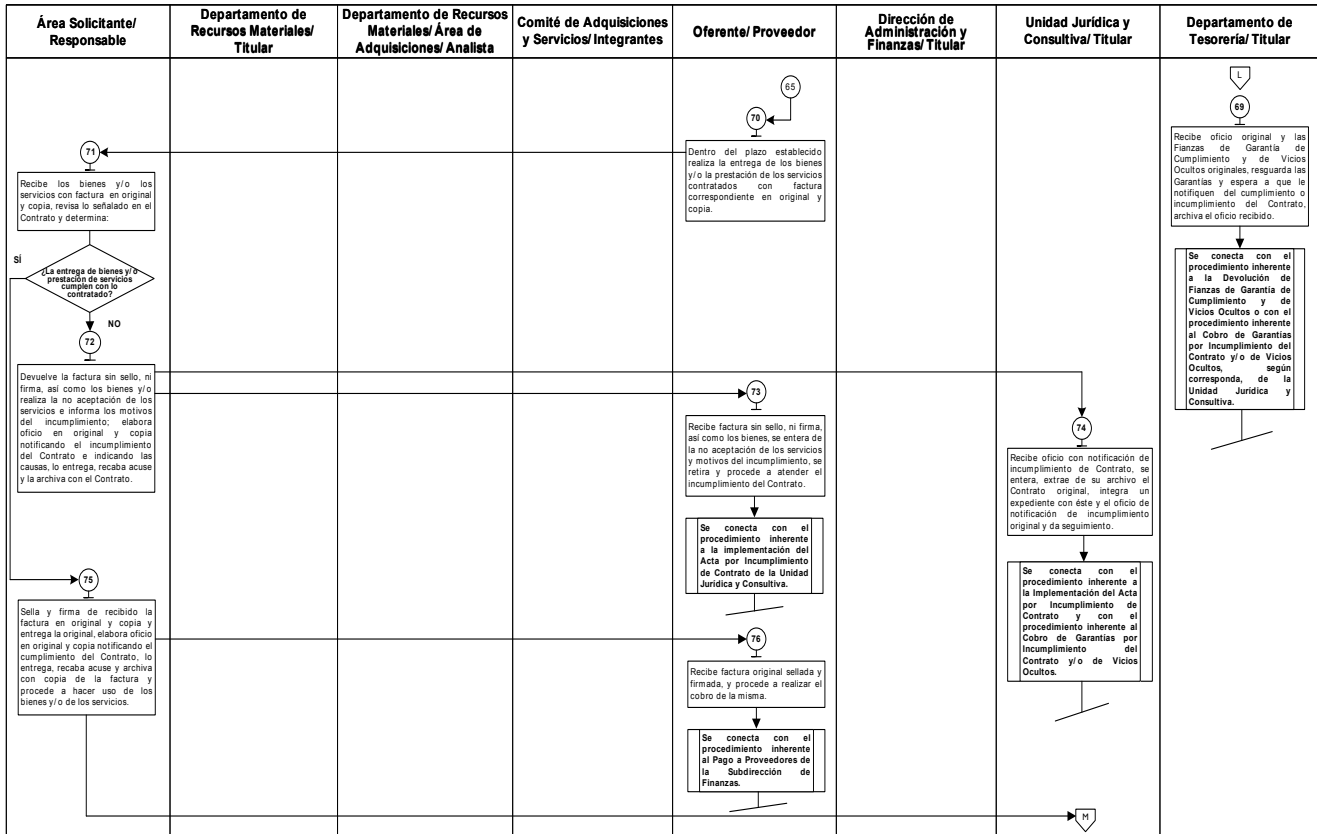 Área Solicitante/
Responsable
Departamento de
Recursos Materiales/
Titular
Departamento de Recursos
Materiales/ Área de
Adquisiciones/ Analista
Comité de Adquisiciones
y Servicios/ Integrantes
Oferente/ Proveedor
Dirección de
Administración y
Finanzas/ Titular
Unidad Jurídica y
Consultiva/ Titular
Departamento de
Tesorería/ Titular
L
69
Recibe oficio original y las
Fianzas de Garantía de
Cumplimiento y de Vicios
Ocultos originales, resguarda las
Garantías y espera a que le
notifiquen del cumplimiento o
incumplimiento del Contrato,
archiva el oficio recibido.
Se conecta con el
procedimiento inherente
a la Devolución de
Fianzas de Garantía de
Cumplimiento y de
Vicios Ocultos o con el
procedimiento inherente
al Cobro de Garantías
por Incumplimiento del
Contrato y/o de Vicios
Ocultos, según
corresponda, de la
Unidad Jurídica y
Consultiva.
65
70
Dentro del plazo establecido
realiza la entrega de los bienes
y/o la prestación de los servicios
contratados con factura
correspondiente en original y
copia.
71
Recibe los bienes y/o los
servicios con factura en original
y copia, revisa lo señalado en el
Contrato y determina:
¿La entrega de bienes y/o
prestación de servicios
cumplen con lo
contratado?
SÍ
NO
72
Devuelve la factura sin sello, ni
firma, así como los bienes y/o
realiza la no aceptación de los
servicios e informa los motivos
del incumplimiento; elabora
oficio en original y copia
notificando el incumplimiento
del Contrato e indicando las
causas, lo entrega, recaba acuse
y la archiva con el Contrato.
73
Recibe factura sin sello, ni firma,
así como los bienes, se entera de
la no aceptación de los servicios
y motivos del incumplimiento, se
retira y procede a atender el
incumplimiento del Contrato.
Se conecta con el
procedimiento inherente
a la implementación del
Acta por Incumplimiento
de Contrato de la Unidad
Jurídica y Consultiva.
74
Recibe oficio con notificación de
incumplimiento de Contrato, se
entera, extrae de su archivo el
Contrato original, integra un
expediente con éste y el oficio de
notificación de incumplimiento
original y da seguimiento.
Se conecta con el
procedimiento inherente a
la Implementación del Acta
por Incumplimiento de
Contrato y con el
procedimiento inherente al
Cobro de Garantías por
Incumplimiento del
Contrato y/o de Vicios
Ocultos.
75
Sella y firma de recibido la
factura en original y copia y
entrega la original, elabora oficio
en original y copia notificando el
cumplimiento del Contrato, lo
entrega, recaba acuse y archiva
con copia de la factura y
procede a hacer uso de los
bienes y/o de los servicios.
76
Recibe factura original sellada y
firmada, y procede a realizar el
cobro de la misma.
Se conecta con el
procedimiento inherente
al Pago a Proveedores de
la Subdirección de
Finanzas.
M